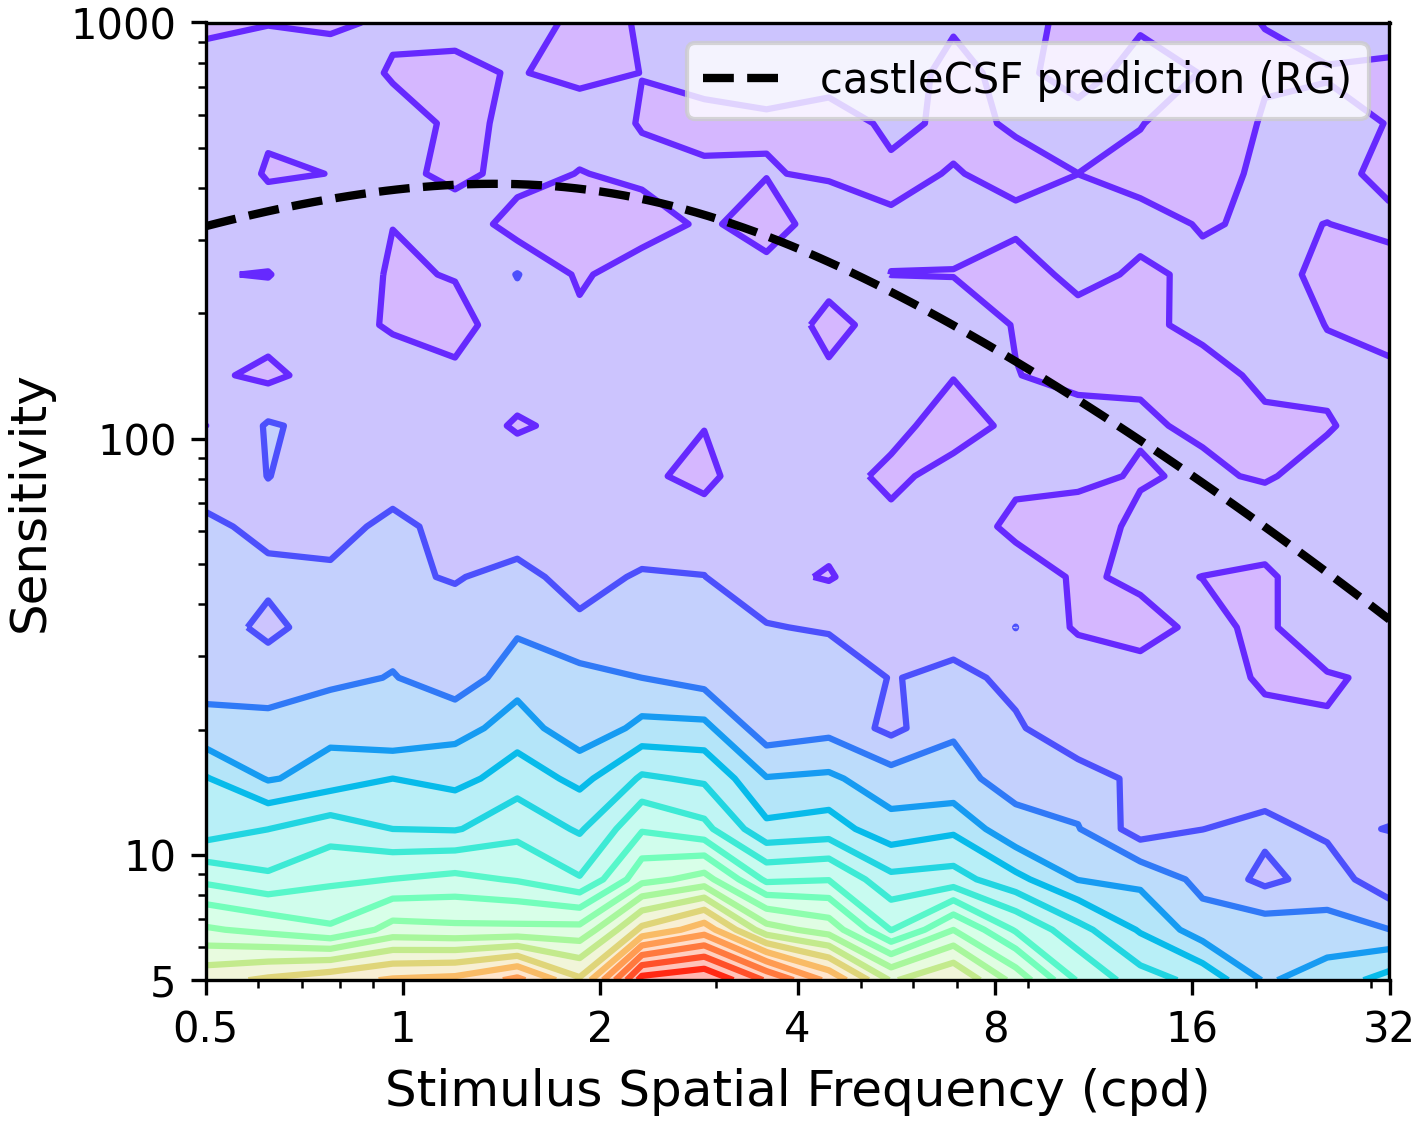 1000
castleCSF prediction (RG)
Sensitivity
100
10
5
0.5 1 2 4 8 16 32
Stimulus Spatial Frequency (cpd)